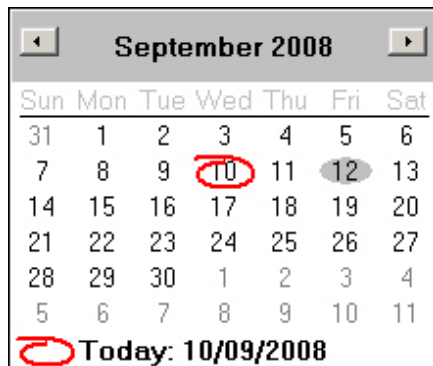 September 2008
Sun Mon Tue Wed Thu Fri Sat
31 1 2 3 4 5 6
7 8 9 10 11 12 13
14 15 16 17 18 19 20
21 22 23 24 25 26 27
28 29 30 1 2 3 4
5 6 7 8 9 10 11
Today: 10/09/2008